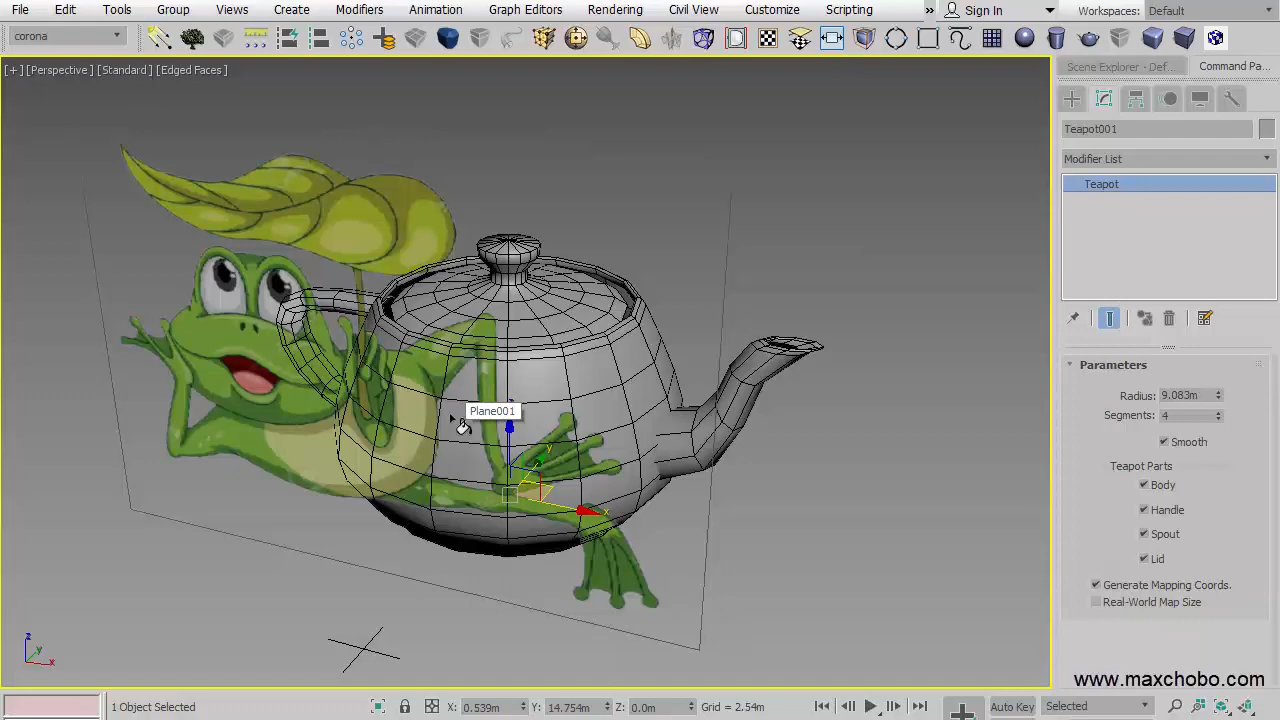 File Edit Tools Group Views Create Modifiers Animation Graph Editors Rendering Civil View Customize Scripting » Sign In Workspaces: Default
corona
[+] [Perspective] [Standard] [Edged Faces]
Scene Explorer - Def... Command Pa...
Teapot001
Modifier List
Teapot
Parameters
Radius: 9.083m
Segments: 4
Smooth
Teapot Parts
Body
Handle
Spout
Lid
Generate Mapping Coords.
Real-World Map Size
Plane001
y
x
z
y
x
www.maxchobo.com
1 Object Selected X: 0.539m Y: 14.754m Z: 0.0m Grid = 2.54m Auto Key Selected